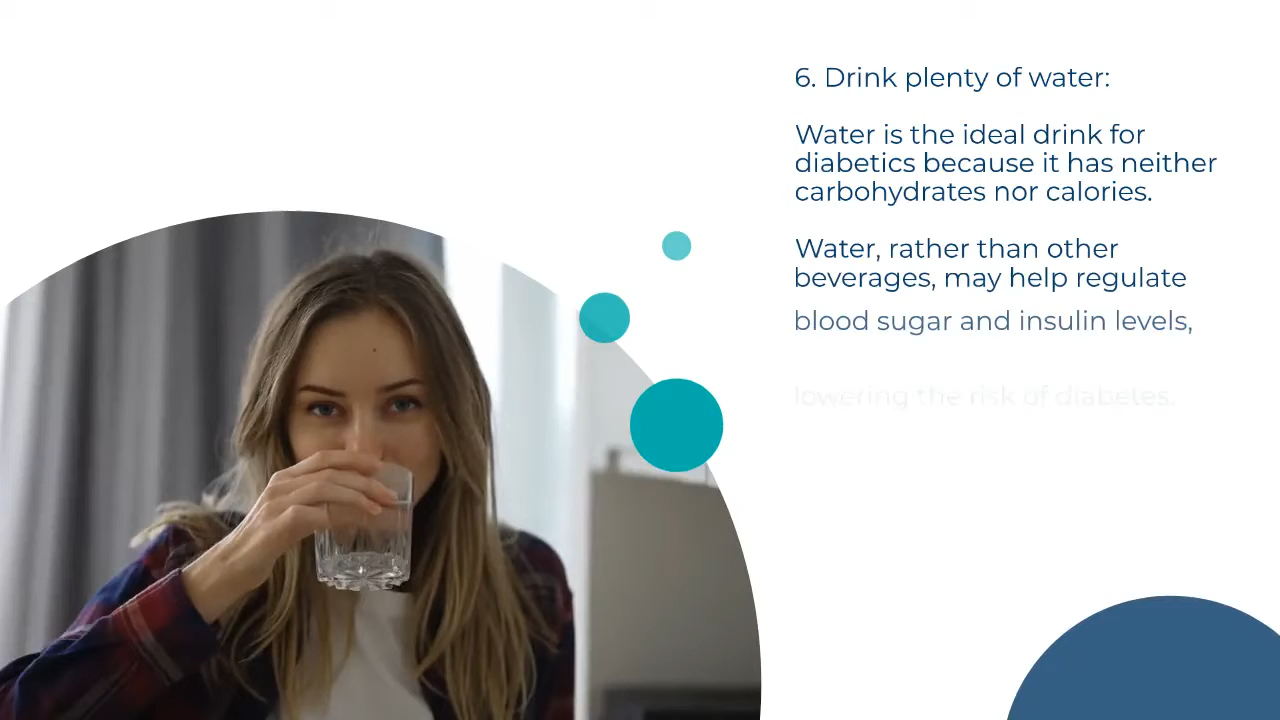 6. Drink plenty of water:
Water is the ideal drink for
diabetics because it has neither
carbohydrates nor calories.
Water, rather than other
beverages, may help regulate
blood sugar and insulin levels,
lowering the risk of diabetes.